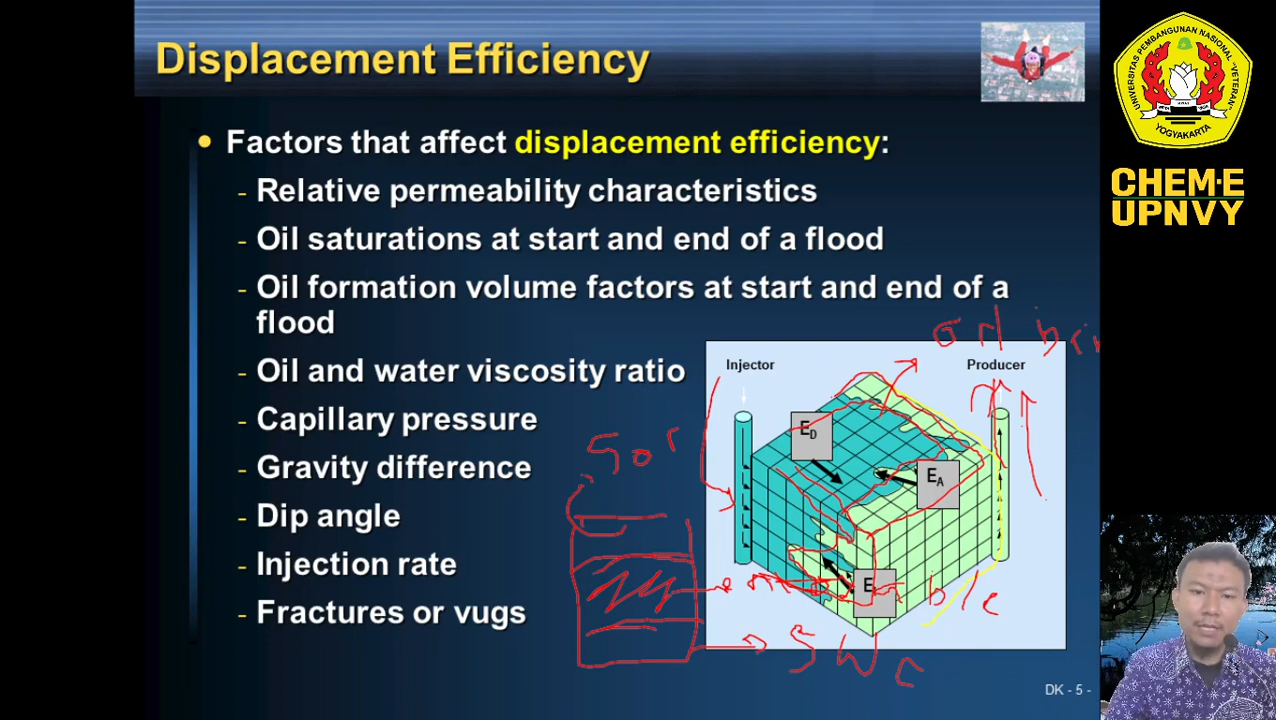 Displacement Efficiency
Factors that affect displacement efficiency:
- Relative permeability characteristics
- Oil saturations at start and end of a flood
- Oil formation volume factors at start and end of a
flood
- Oil and water viscosity ratio
- Capillary pressure
- Gravity difference
- Dip angle
- Injection rate
- Fractures or vugs
Injector
Producer
ED
EA
E
Sor
Swc
DK - 5 -
UNIVERSITAS PEMBANGUNAN NASIONAL "VETERAN"
YOGYAKARTA
CHEM-E
UPNVY